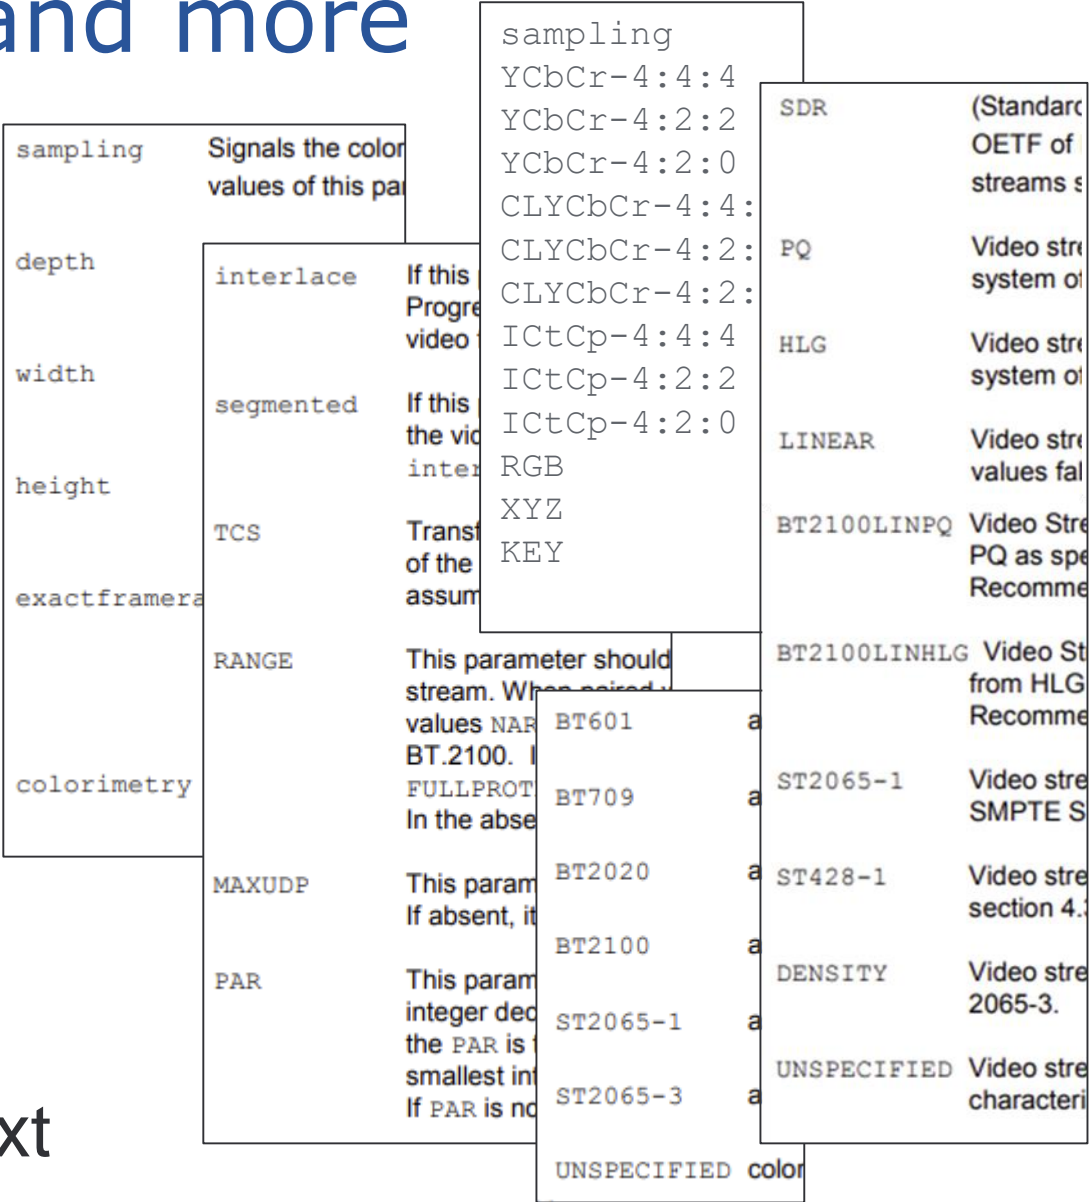 and more
sampling Signals the color
values of this par
depth
width
height
exactframera
colorimetry
interlace If this
Progre
video
segmented If this
the vid
inter
TCS Transf
of the
assum
RANGE This parameter should
stream. When paired
values NAR
BT.2100.
FULLPROT
In the abse
MAXUDP This param
If absent, it
PAR This param
integer dec
the PAR is
smallest int
If PAR is no
sampling
YCbCr-4:4:4
YCbCr-4:2:2
YCbCr-4:2:0
CLYCbCr-4:4:
CLYCbCr-4:2:
CLYCbCr-4:2:
ICtCp-4:4:4
ICtCp-4:2:2
ICtCp-4:2:0
RGB
XYZ
KEY
BT601 a
BT709 a
BT2020 a
BT2100 a
ST2065-1 a
ST2065-3 a
UNSPECIFIED color
SDR (Standard
OETF of
streams s
PQ Video stre
system of
HLG Video stre
system of
LINEAR Video stre
values fal
BT2100LINPQ Video Stre
PQ as spe
Recomme
BT2100LINHLG Video St
from HLG
Recomme
ST2065-1 Video stre
SMPTE S
ST428-1 Video stre
section 4.
DENSITY Video stre
2065-3.
UNSPECIFIED Video stre
characteri
xt